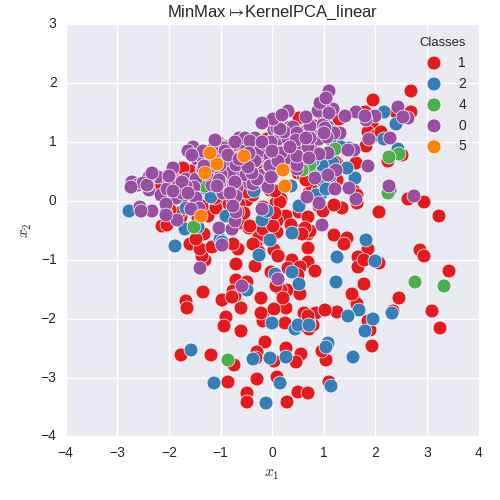 MinMax ↦ KernelPCA_linear
Classes
1
2
4
0
5
3
2
1
0
−1
−2
−3
−4
x₂
−4 −3 −2 −1 0 1 2 3 4
x₁